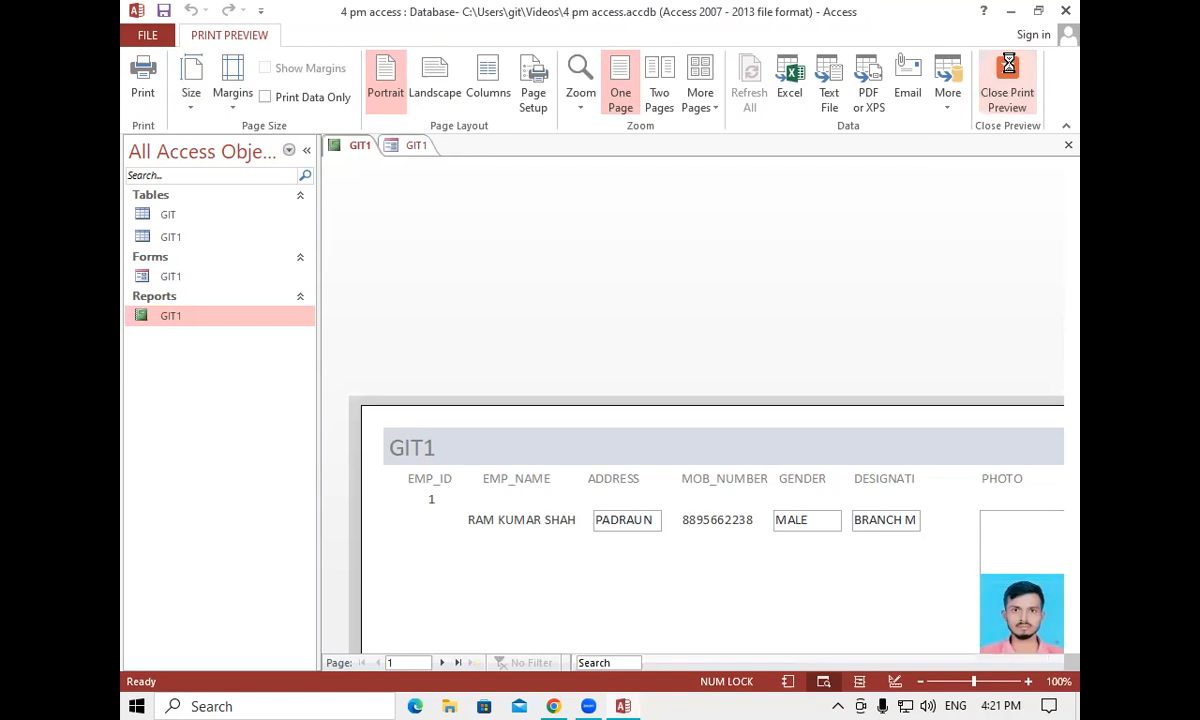 4 pm access : Database- C:\Users\git\Videos\4 pm access.accdb (Access 2007 - 2013 file format) - Access
?
FILE
PRINT PREVIEW
Sign in
Print
Size
Margins
Show Margins
Print Data Only
Portrait
Landscape
Columns
Page Setup
Zoom
One Page
Two Pages
More Pages
Refresh All
Excel
Text File
PDF or XPS
Email
More
Close Print Preview
Print
Page Size
Page Layout
Zoom
Data
Close Preview
All Access Obje...
«
Search...
Tables
GIT
GIT1
Forms
GIT1
Reports
GIT1
GIT1
GIT1
GIT1
EMP_ID EMP_NAME ADDRESS MOB_NUMBER GENDER DESIGNATI PHOTO
1
RAM KUMAR SHAH PADRAUN 8895662238 MALE BRANCH M
Page: 1 No Filter Search
Ready
NUM LOCK
100%
Search
ENG
4:21 PM